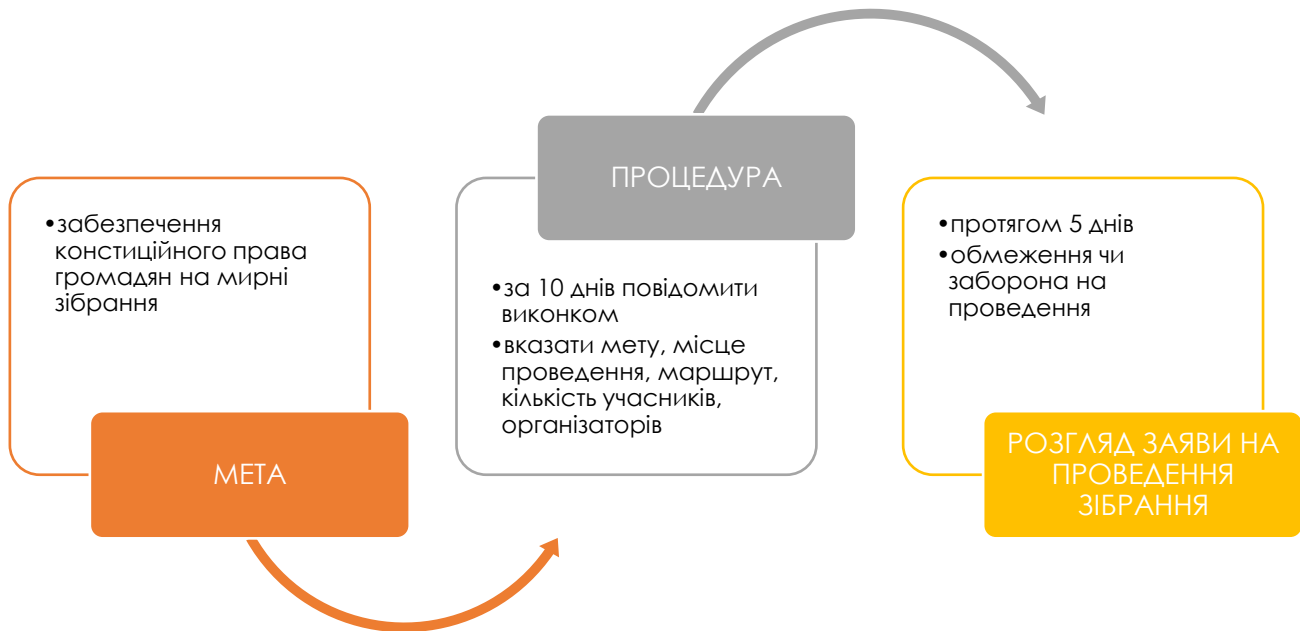 •забезпечення
констиційного права
громадян на мирні
зібрання
МЕТА
ПРОЦЕДУРА
•за 10 днів повідомити
виконком
•вказати мету, місце
проведення, маршрут,
кількість учасників,
організаторів
•протягом 5 днів
•обмеження чи
заборона на
проведення
РОЗГЛЯД ЗАЯВИ НА
ПРОВЕДЕННЯ
ЗІБРАННЯ